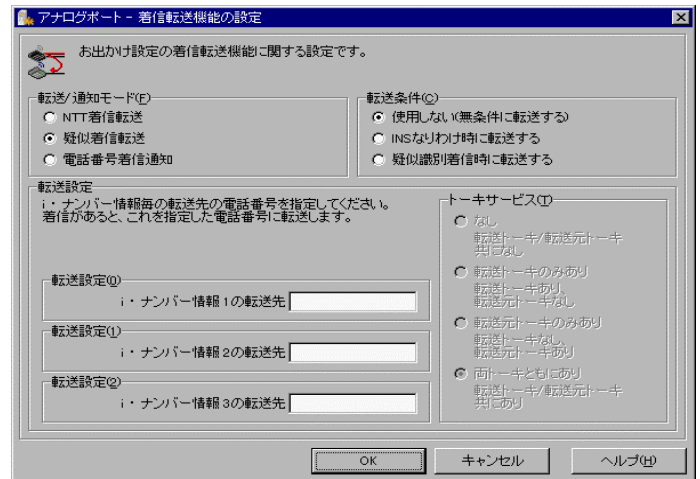 アナログポート - 着信転送機能の設定
お出かけ設定の着信転送機能に関する設定です。
転送/通知モード(F)
NTT着信転送
疑似着信転送
電話番号着信通知
転送条件(C)
使用しない(無条件に転送する)
INSなりわけ時に転送する
疑似識別着信時に転送する
転送設定
i・ナンバー情報毎の転送先の電話番号を指定してください。
着信があると、これを指定した電話番号に転送します。
転送設定(0)
i・ナンバー情報1の転送先
転送設定(1)
i・ナンバー情報2の転送先
転送設定(2)
i・ナンバー情報3の転送先
トーキサービス(T)
なし
転送トーキ/転送元トーキ
共になし
転送トーキのみあり
転送トーキあり、
転送元トーキなし
転送元トーキのみあり
転送トーキなし、
転送元トーキあり
両トーキともにあり
転送トーキ/転送元トーキ
共にあり
OK
キャンセル
ヘルプ(H)